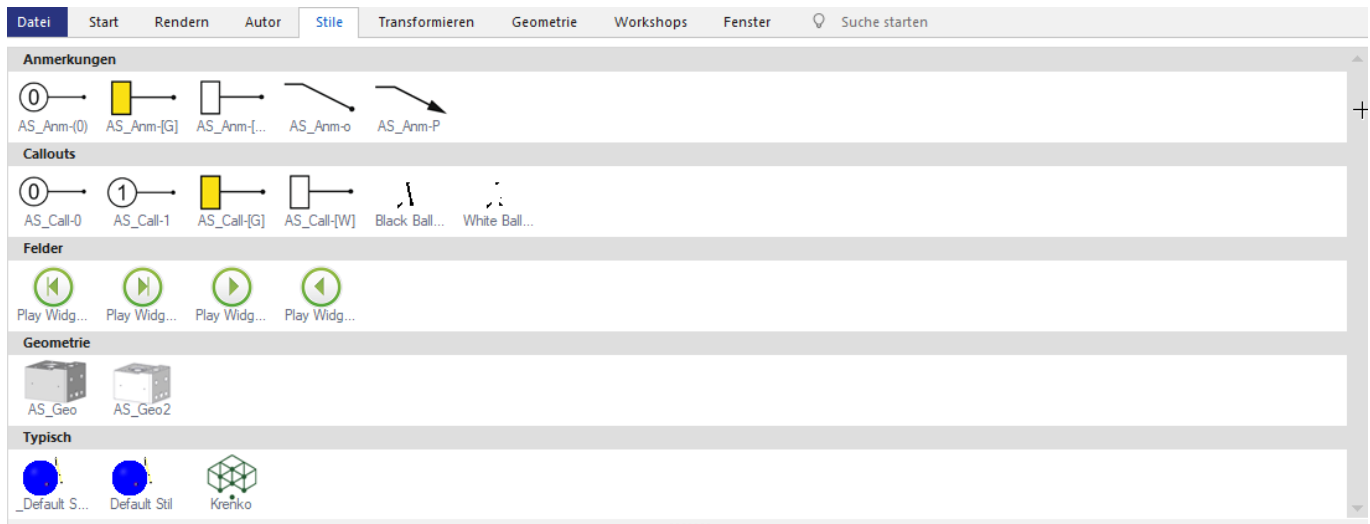 Datei Start Rendern Autor Stile Transformieren Geometrie Workshops Fenster Suche starten
Anmerkungen
0
AS_Anm-(0) AS_Anm-[G] AS_Anm-[... AS_Anm-o AS_Anm-P
Callouts
0 1
AS_Call-0 AS_Call-1 AS_Call-[G] AS_Call-[W] Black Ball... White Ball...
Felder
Play Widg... Play Widg... Play Widg... Play Widg...
Geometrie
AS_Geo AS_Geo2
Typisch
_Default S... Default Stil Krenko